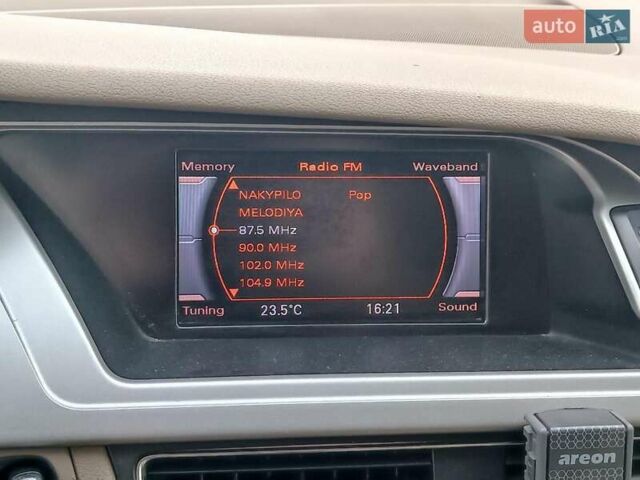 auto RIA.com
Memory Radio FM Waveband
NAKYPILO Pop
MELODIYA
87.5 MHz
90.0 MHz
102.0 MHz
104.9 MHz
Tuning 23.5°C 16:21 Sound
areon